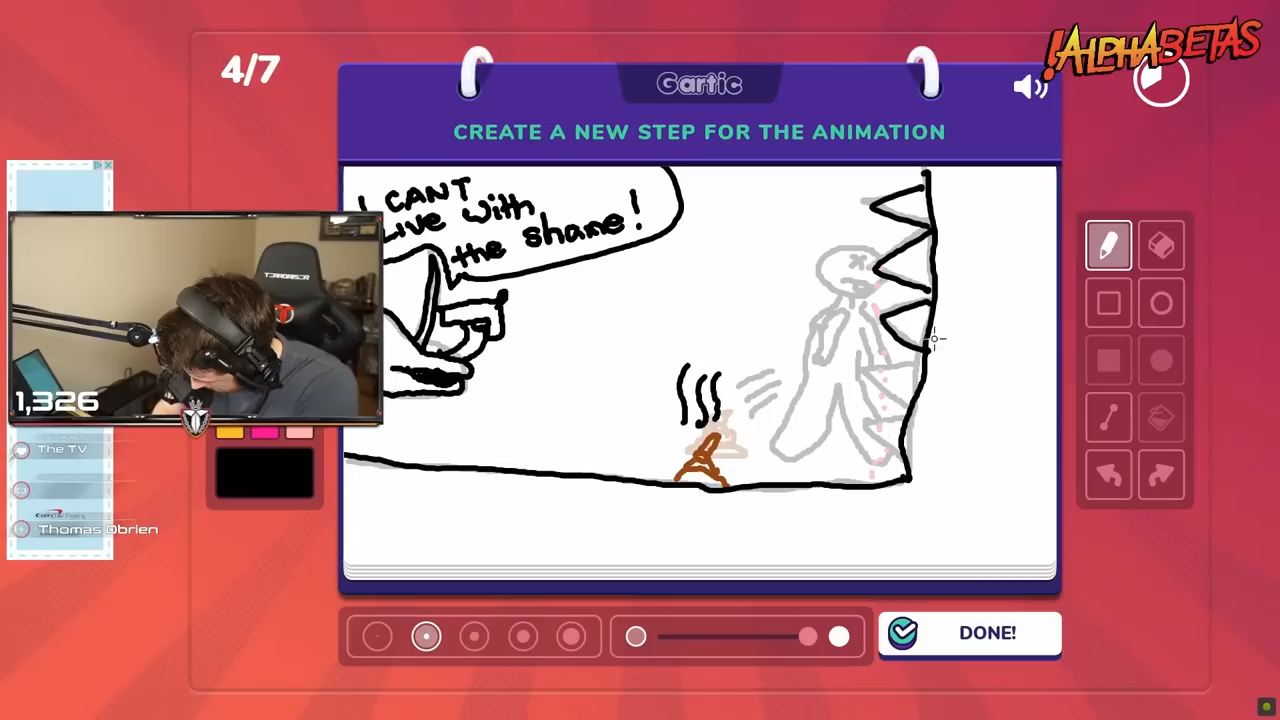 !ALPHABETAS
4/7
Gartic
CREATE A NEW STEP FOR THE ANIMATION
I CANT
LIVE With
the shame!
TERRORISER
1,326
The TV
Thomas Obrien
DONE!